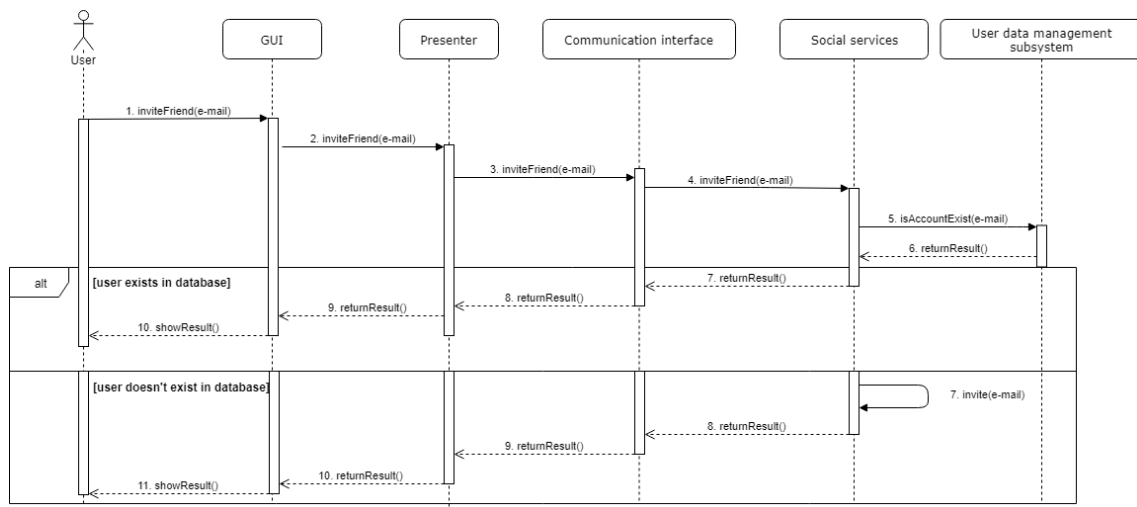 User
GUI
Presenter
Communication interface
Social services
User data management
subsystem
1. inviteFriend(e-mail)
2. inviteFriend(e-mail)
3. inviteFriend(e-mail)
4. inviteFriend(e-mail)
5. isAccountExist(e-mail)
6. returnResult()
alt
[user exists in database]
7. returnResult()
8. returnResult()
9. returnResult()
10. showResult()
[user doesn't exist in database]
7. invite(e-mail)
8. returnResult()
9. returnResult()
10. returnResult()
11. showResult()